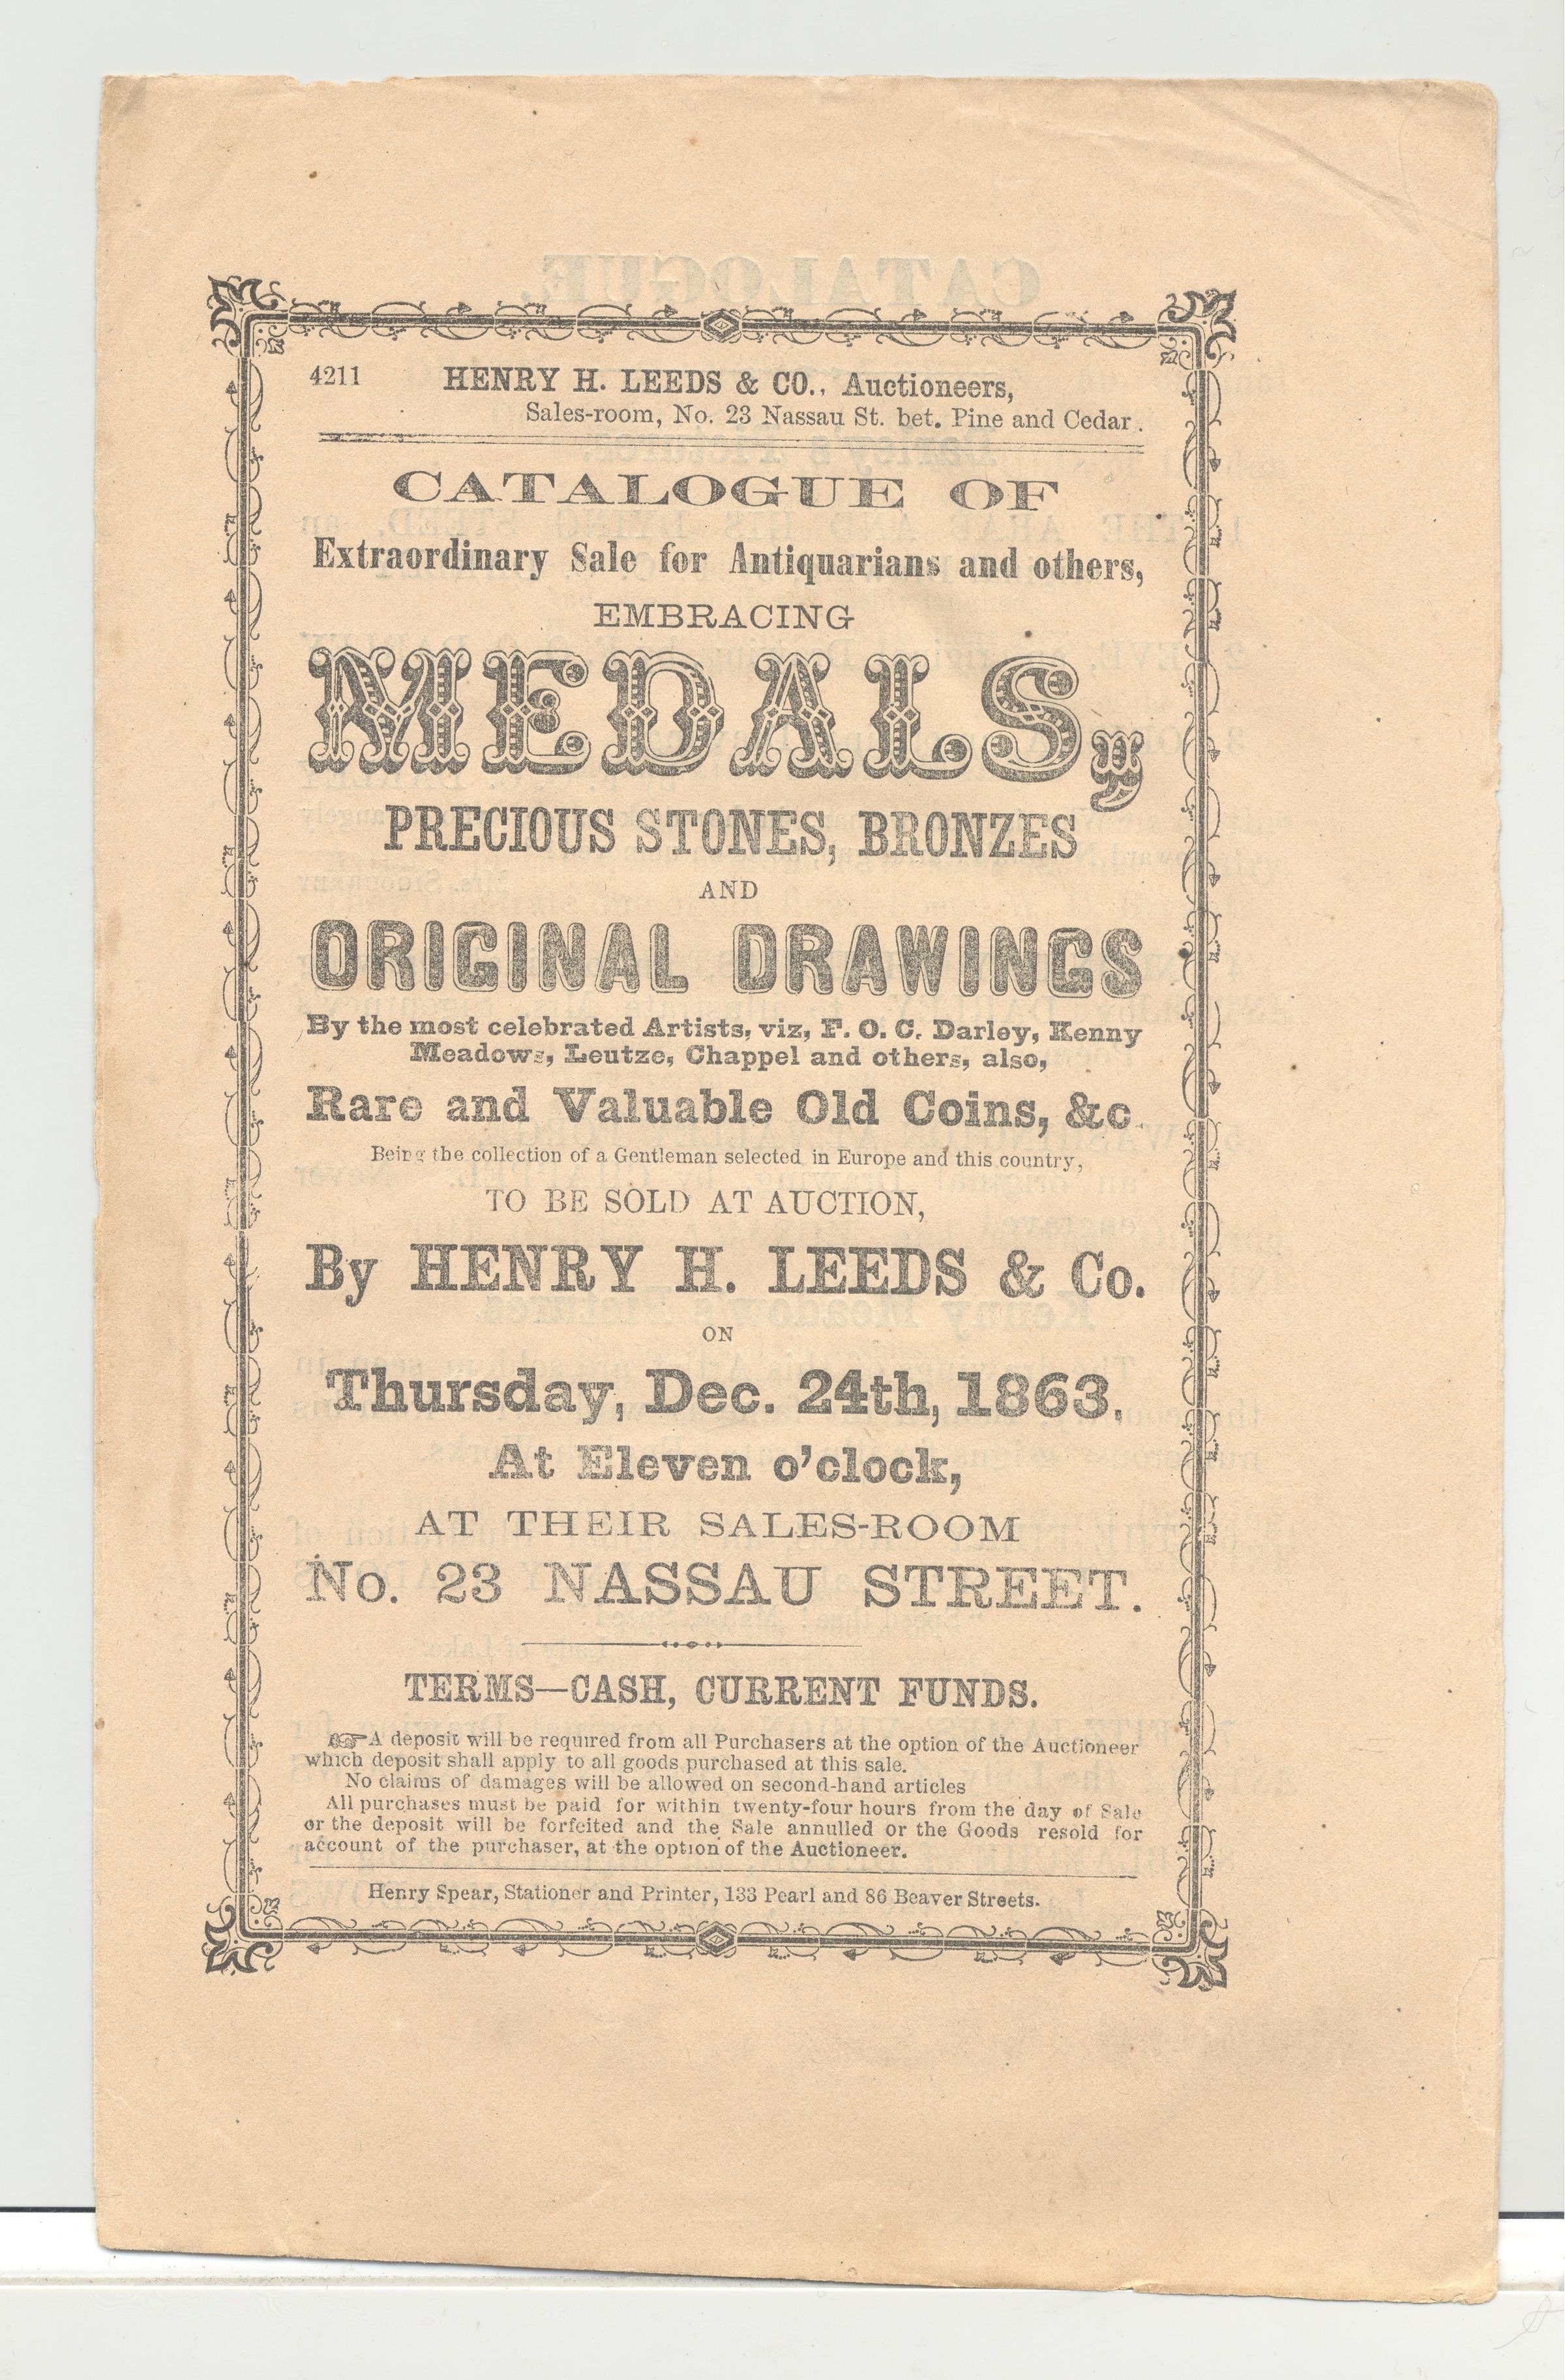 4211 HENRY H. LEEDS & CO., Auctioneers,
Sales-room, No. 23 Nassau St. bet. Pine and Cedar.
CATALOGUE OF
Extraordinary Sale for Antiquarians and others,
EMBRACING
MEDALS,
PRECIOUS STONES, BRONZES
AND
ORIGINAL DRAWINGS
By the most celebrated Artists, viz, F. O. C. Darley, Kenny
Meadows, Leutze, Chappel and others, also,
Rare and Valuable Old Coins, &c.
Being the collection of a Gentleman selected in Europe and this country,
TO BE SOLD AT AUCTION,
By HENRY H. LEEDS & Co.
ON
Thursday, Dec. 24th, 1863,
At Eleven o'clock,
AT THEIR SALES-ROOM
No. 23 NASSAU STREET.
TERMS—CASH, CURRENT FUNDS.
☞A deposit will be required from all Purchasers at the option of the Auctioneer
which deposit shall apply to all goods purchased at this sale.
No claims of damages will be allowed on second-hand articles
All purchases must be paid for within twenty-four hours from the day of Sale
or the deposit will be forfeited and the Sale annulled or the Goods resold for
account of the purchaser, at the option of the Auctioneer.
Henry Spear, Stationer and Printer, 133 Pearl and 86 Beaver Streets.